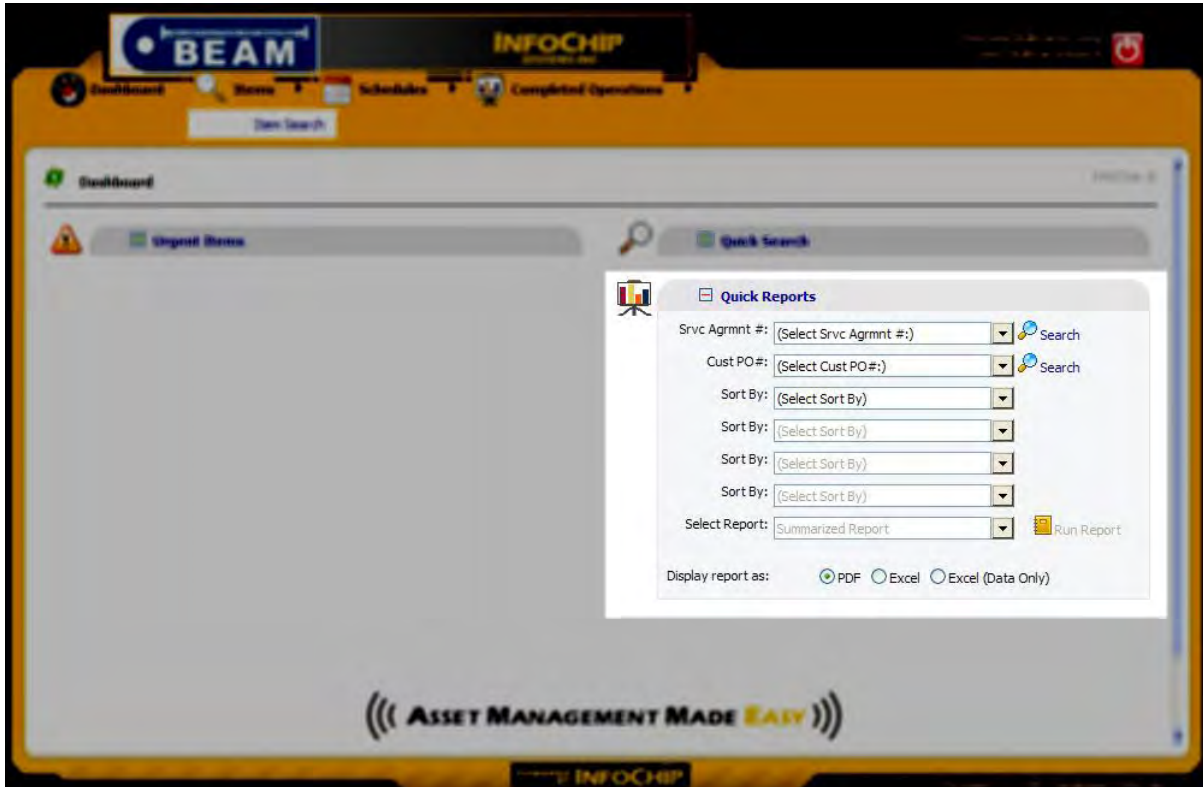 BEAM
INFOCHIP
SYSTEMS INC
Dashboard Items Schedules Completed Operations
Item Search
Dashboard
Urgent Items
Quick Search
Quick Reports
Srvc Agrmnt #: (Select Srvc Agrmnt #:) Search
Cust PO#: (Select Cust PO#:) Search
Sort By: (Select Sort By)
Sort By: (Select Sort By)
Sort By: (Select Sort By)
Sort By: (Select Sort By)
Select Report: Summarized Report Run Report
Display report as: PDF Excel Excel (Data Only)
((( ASSET MANAGEMENT MADE EASY )))
INFOCHIP